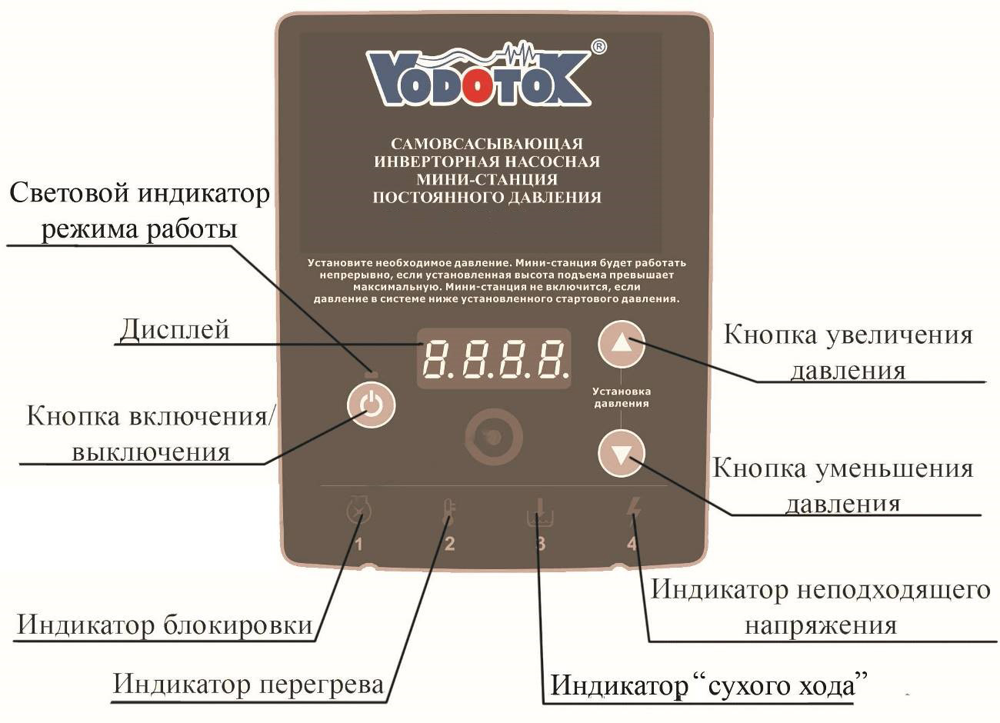 VODOTOK®
САМОВСАСЫВАЮЩАЯ
ИНВЕРТОРНАЯ НАСОСНАЯ
МИНИ-СТАНЦИЯ
ПОСТОЯННОГО ДАВЛЕНИЯ
Световой индикатор
режима работы
Установите необходимое давление. Мини-станция будет работать
непрерывно, если установленная высота подъема превышает
максимальную. Мини-станция не включится, если
давление в системе ниже установленного стартового давления.
Дисплей
8.8.8.8.
Кнопка увеличения
давления
Установка
давления
Кнопка включения/
выключения
Кнопка уменьшения
давления
1
2
3
4
Индикатор неподходящего
напряжения
Индикатор блокировки
Индикатор перегрева
Индикатор “сухого хода”